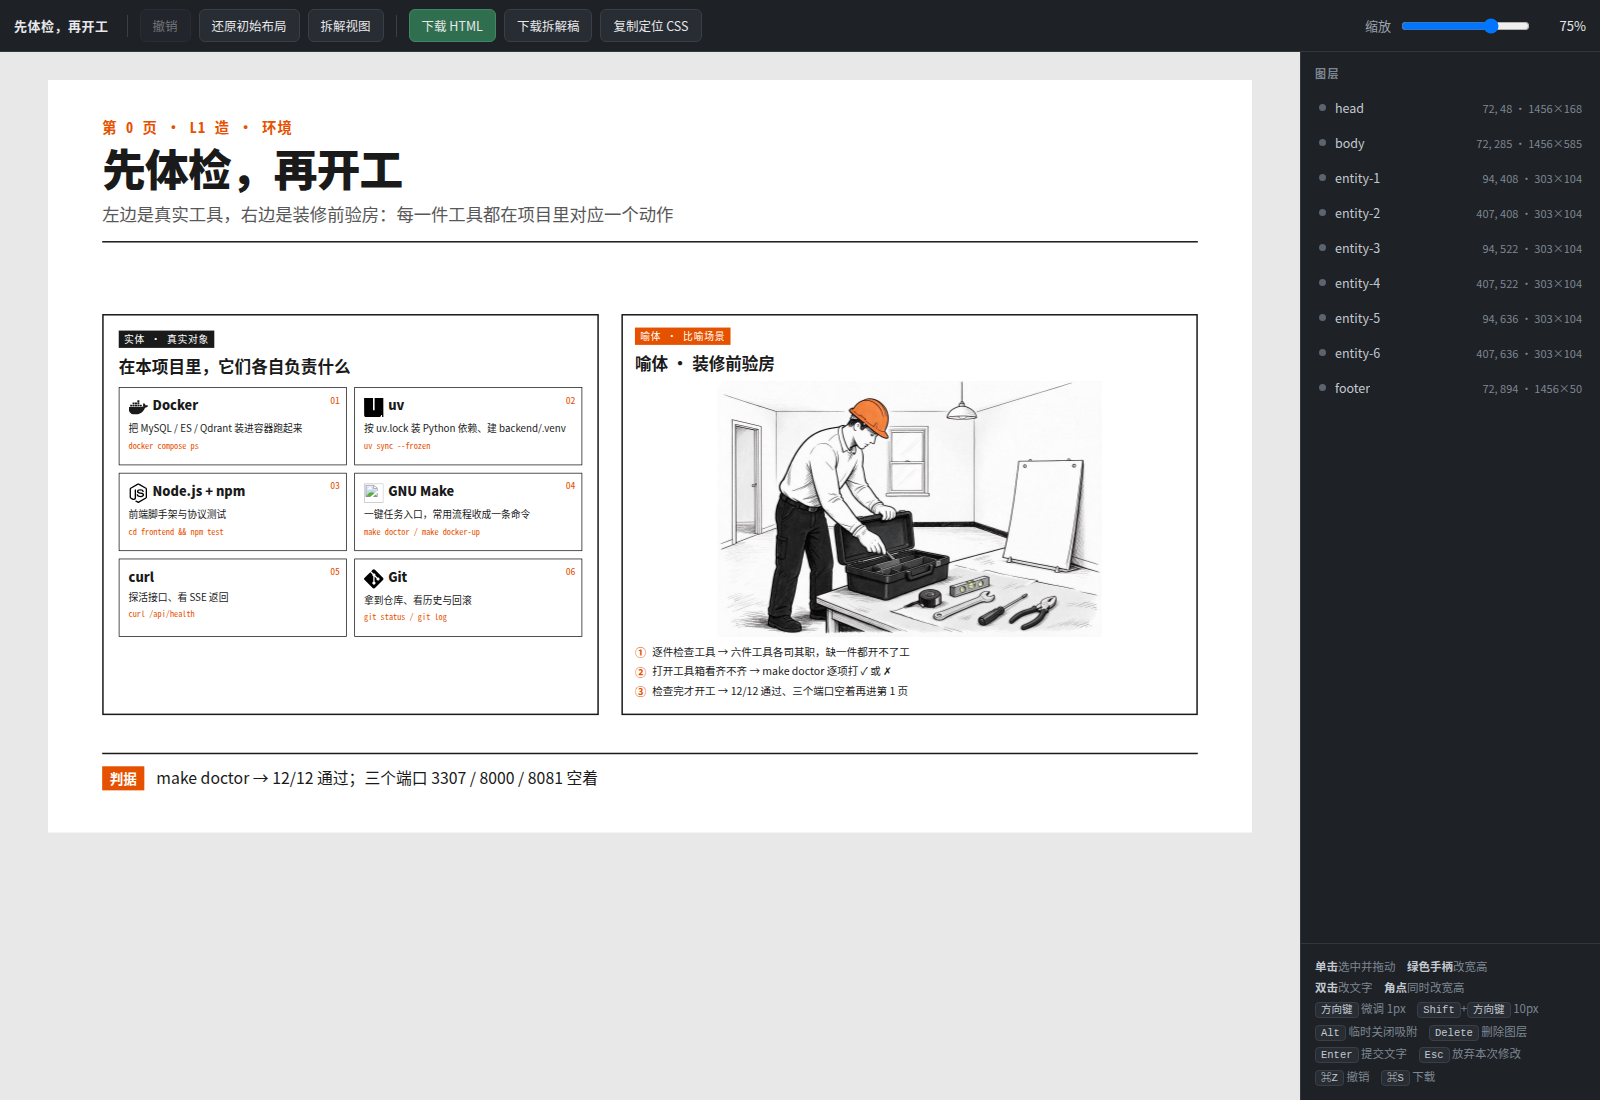 先体检，再开工
撤销
还原初始布局
拆解视图
下载 HTML
下载拆解稿
复制定位 CSS
缩放
75%
第 0 页 · L1 造 · 环境
先体检，再开工
左边是真实工具，右边是装修前验房：每一件工具都在项目里对应一个动作
实体 · 真实对象
在本项目里，它们各自负责什么
Docker
01
把 MySQL / ES / Qdrant 装进容器跑起来
docker compose ps
uv
02
按 uv.lock 装 Python 依赖、建 backend/.venv
uv sync --frozen
Node.js + npm
03
前端脚手架与协议测试
cd frontend && npm test
GNU Make
04
一键任务入口，常用流程收成一条命令
make doctor / make docker-up
curl
05
探活接口、看 SSE 返回
curl /api/health
Git
06
拿到仓库、看历史与回滚
git status / git log
喻体 · 比喻场景
喻体 · 装修前验房
① 逐件检查工具 → 六件工具各司其职，缺一件都开不了工
② 打开工具箱看齐不齐 → make doctor 逐项打 ✓ 或 ✗
③ 检查完才开工 → 12/12 通过、三个端口空着再进第 1 页
判据
make doctor → 12/12 通过；三个端口 3307 / 8000 / 8081 空着
图层
head 72, 48 · 1456×168
body 72, 285 · 1456×585
entity-1 94, 408 · 303×104
entity-2 407, 408 · 303×104
entity-3 94, 522 · 303×104
entity-4 407, 522 · 303×104
entity-5 94, 636 · 303×104
entity-6 407, 636 · 303×104
footer 72, 894 · 1456×50
单击选中并拖动 绿色手柄改宽高
双击改文字 角点同时改宽高
方向键 微调 1px Shift+方向键 10px
Alt 临时关闭吸附 Delete 删除图层
Enter 提交文字 Esc 放弃本次修改
⌘Z 撤销 ⌘S 下载